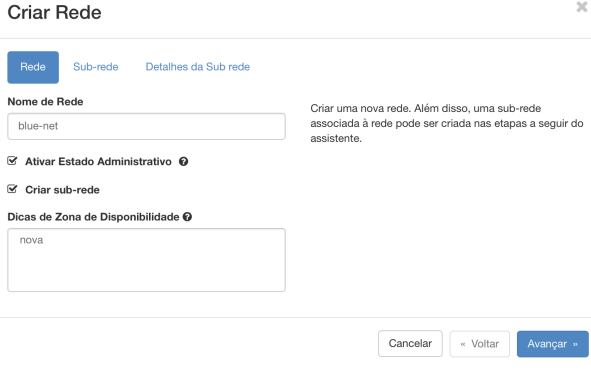 Criar Rede
Rede
Sub-rede
Detalhes da Sub rede
Nome de Rede
blue-net
Ativar Estado Administrativo
Criar sub-rede
Dicas de Zona de Disponibilidade
nova
Criar uma nova rede. Além disso, uma sub-rede
associada à rede pode ser criada nas etapas a seguir do
assistente.
Cancelar
« Voltar
Avançar »